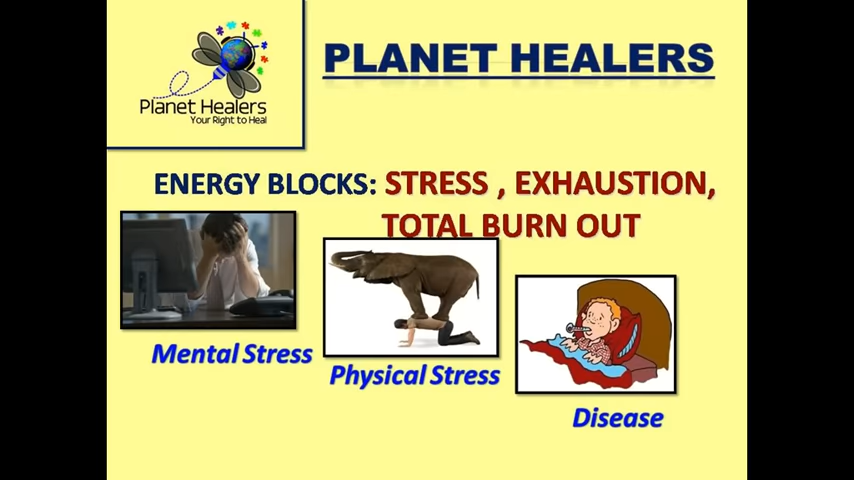 PLANET HEALERS
Planet Healers
Your Right to Heal
ENERGY BLOCKS: STRESS , EXHAUSTION,
TOTAL BURN OUT
Mental Stress
Physical Stress
Disease